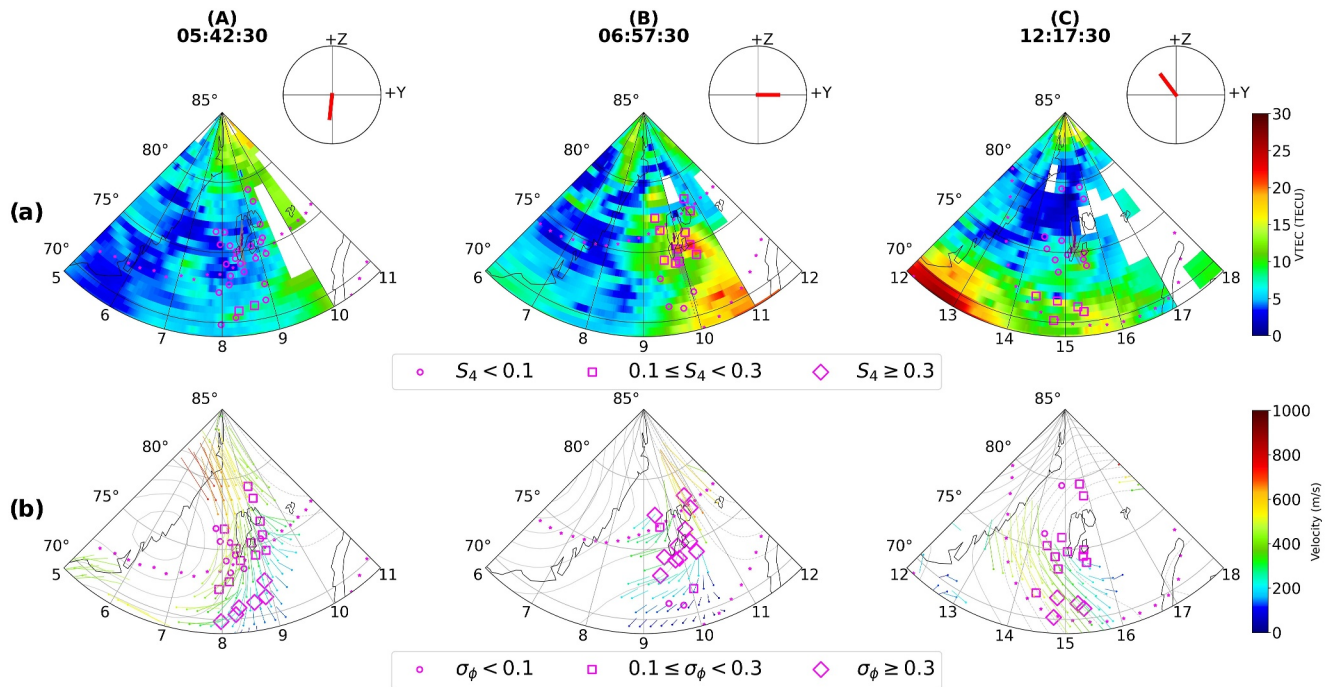 (A) (B) (C)
05:42:30 06:57:30 12:17:30
+Z +Z +Z
+Y +Y +Y
85° 85° 85°
80° 80° 80°
75° 75° 75°
70° 70° 70°
(a)
5 6 7 8 9 10 11
6 7 8 9 10 11 12
12 13 14 15 16 17 18
30
25
20
15
10
5
0
VTEC (TECU)
S₄ < 0.1 0.1 ≤ S₄ < 0.3 S₄ ≥ 0.3
85° 85° 85°
80° 80° 80°
75° 75° 75°
70° 70° 70°
(b)
5 6 7 8 9 10 11
6 7 8 9 10 11 12
12 13 14 15 16 17 18
1000
800
600
400
200
0
Velocity (m/s)
σ_ϕ < 0.1 0.1 ≤ σ_ϕ < 0.3 σ_ϕ ≥ 0.3